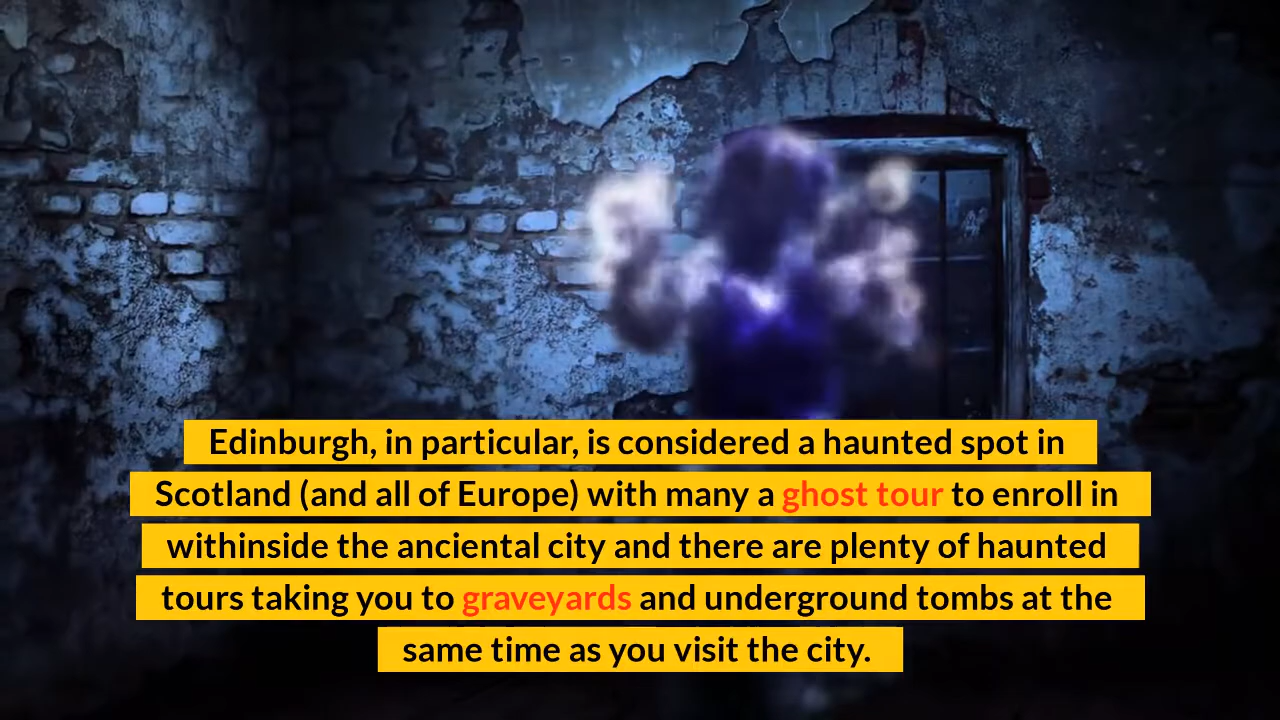 Edinburgh, in particular, is considered a haunted spot in
Scotland (and all of Europe) with many a ghost tour to enroll in
withinside the anciental city and there are plenty of haunted
tours taking you to graveyards and underground tombs at the
same time as you visit the city.